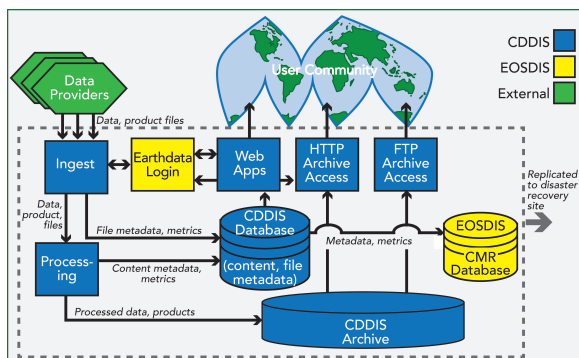 CDDIS
EOSDIS
External
Data
Providers
User Community
Data, product files
Ingest
Earthdata
Login
Web
Apps
HTTP
Archive
Access
FTP
Archive
Access
Replicated
to disaster
recovery
site
Data,
product,
files
File metadata, metrics
CDDIS
Database
(content, file
metadata)
Metadata, metrics
EOSDIS
CMR
Database
Process-
ing
Content metadata,
metrics
Processed data, products
CDDIS
Archive